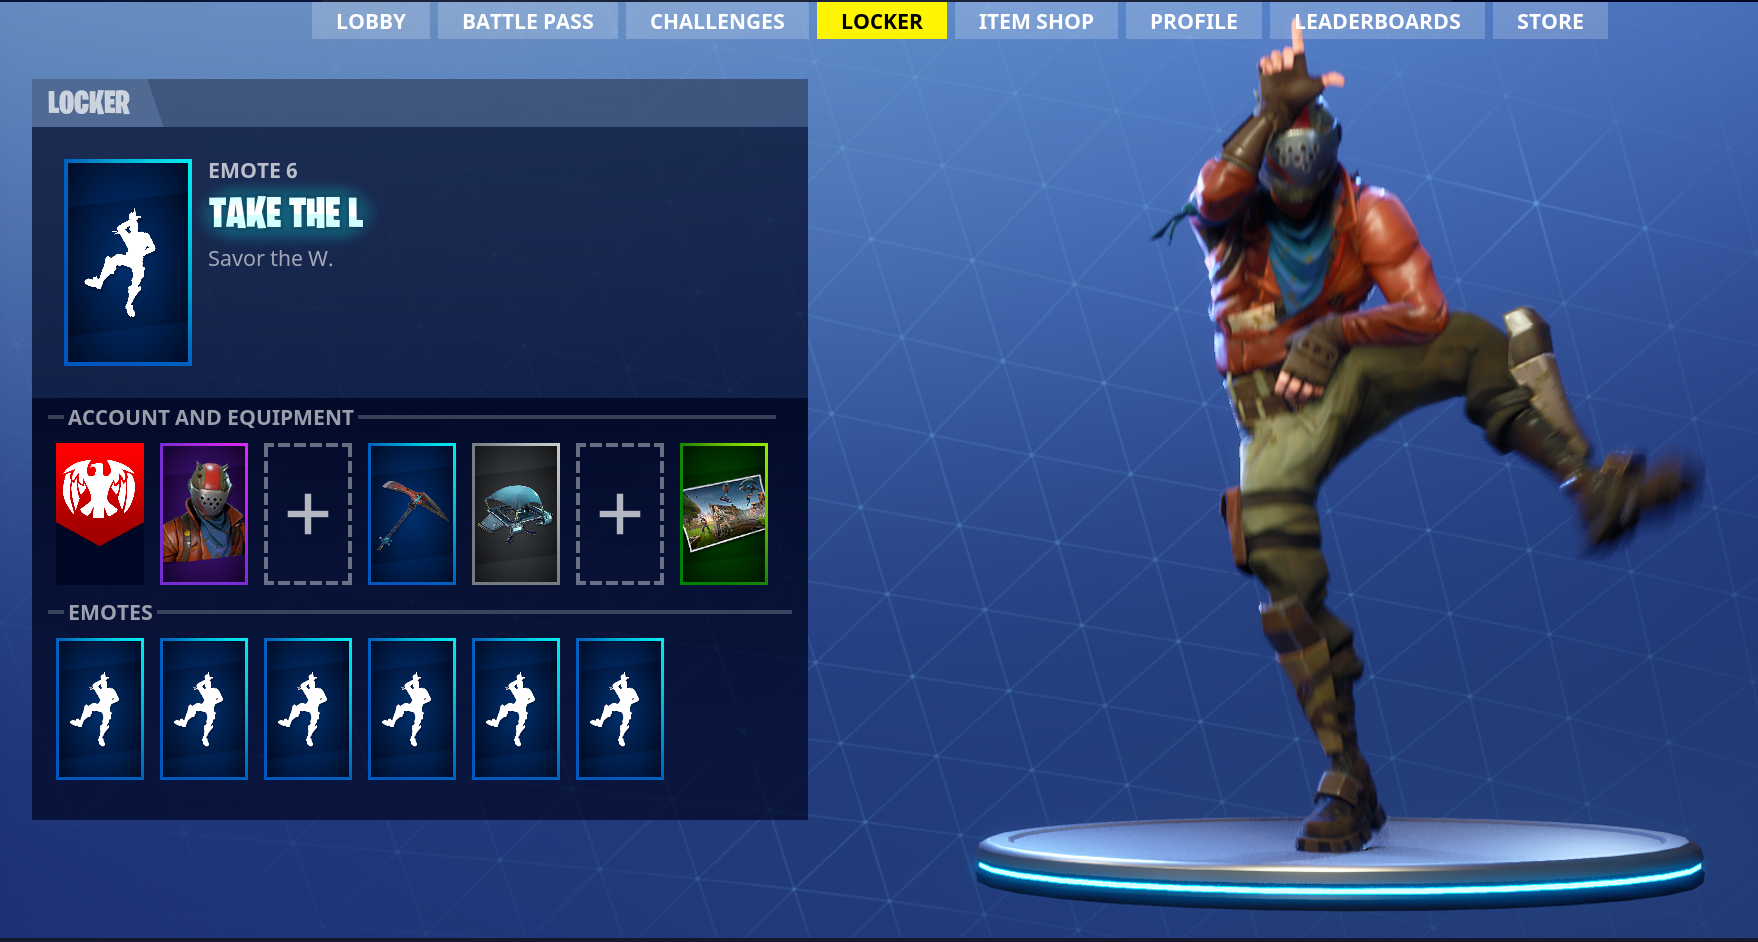 LOBBY
BATTLE PASS
CHALLENGES
LOCKER
ITEM SHOP
PROFILE
LEADERBOARDS
STORE
LOCKER
EMOTE 6
TAKE THE L
Savor the W.
ACCOUNT AND EQUIPMENT
EMOTES